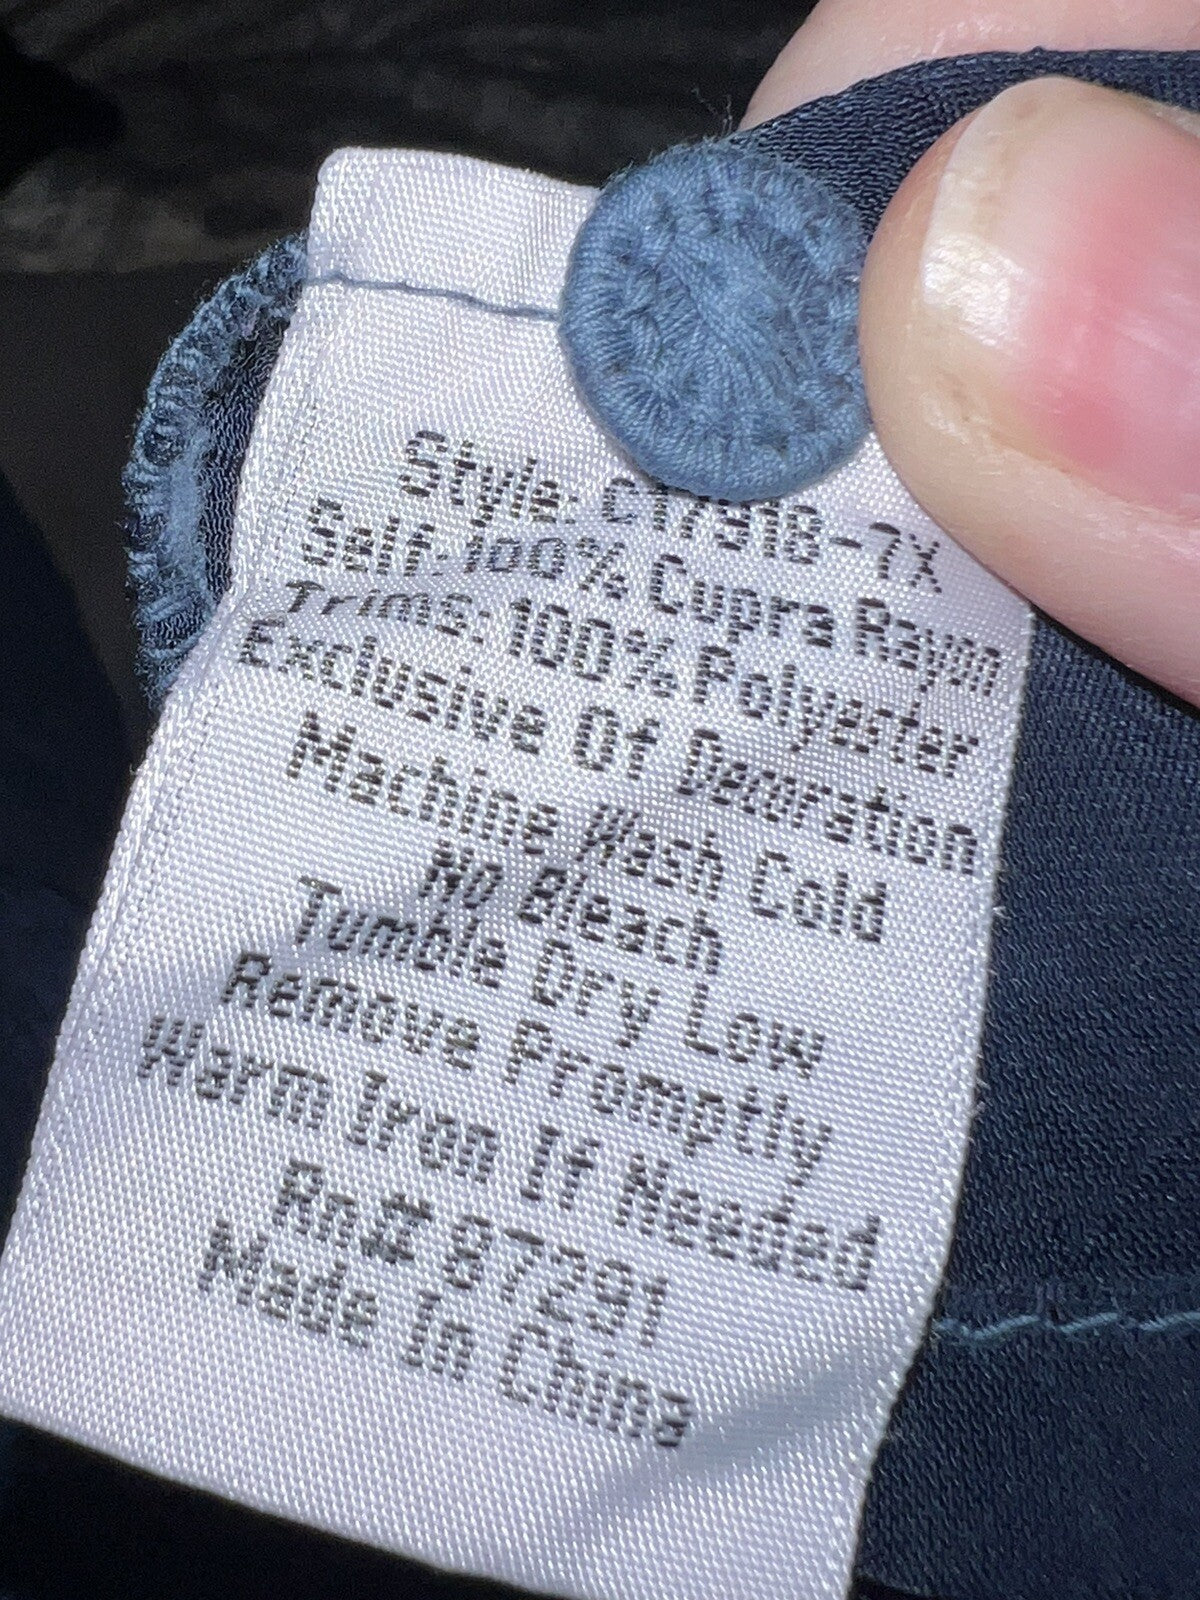 Style: C17918-7X
Self: 100% Cupra Rayon
Trims: 100% Polyester
Exclusive Of Decoration
Machine Wash Cold
No Bleach
Tumble Dry Low
Remove Promptly
Warm Iron If Needed
Rn# 87291
Made In China